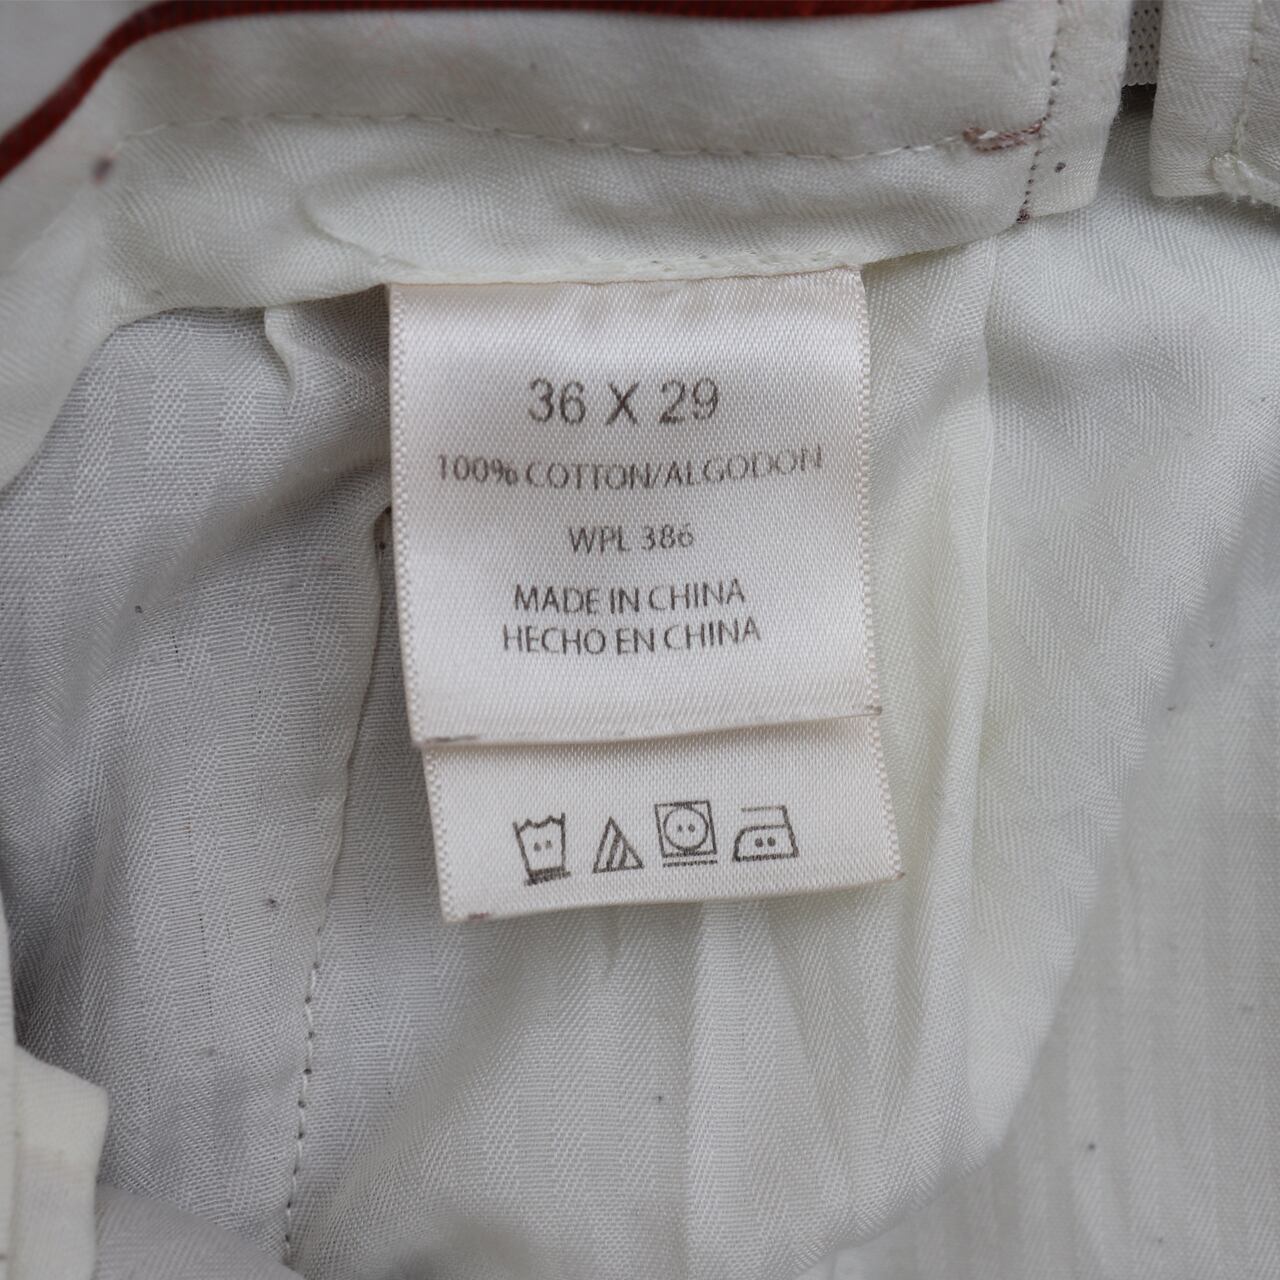 36 X 29
100% COTTON/ALGODON
WPL 386
MADE IN CHINA
HECHO EN CHINA